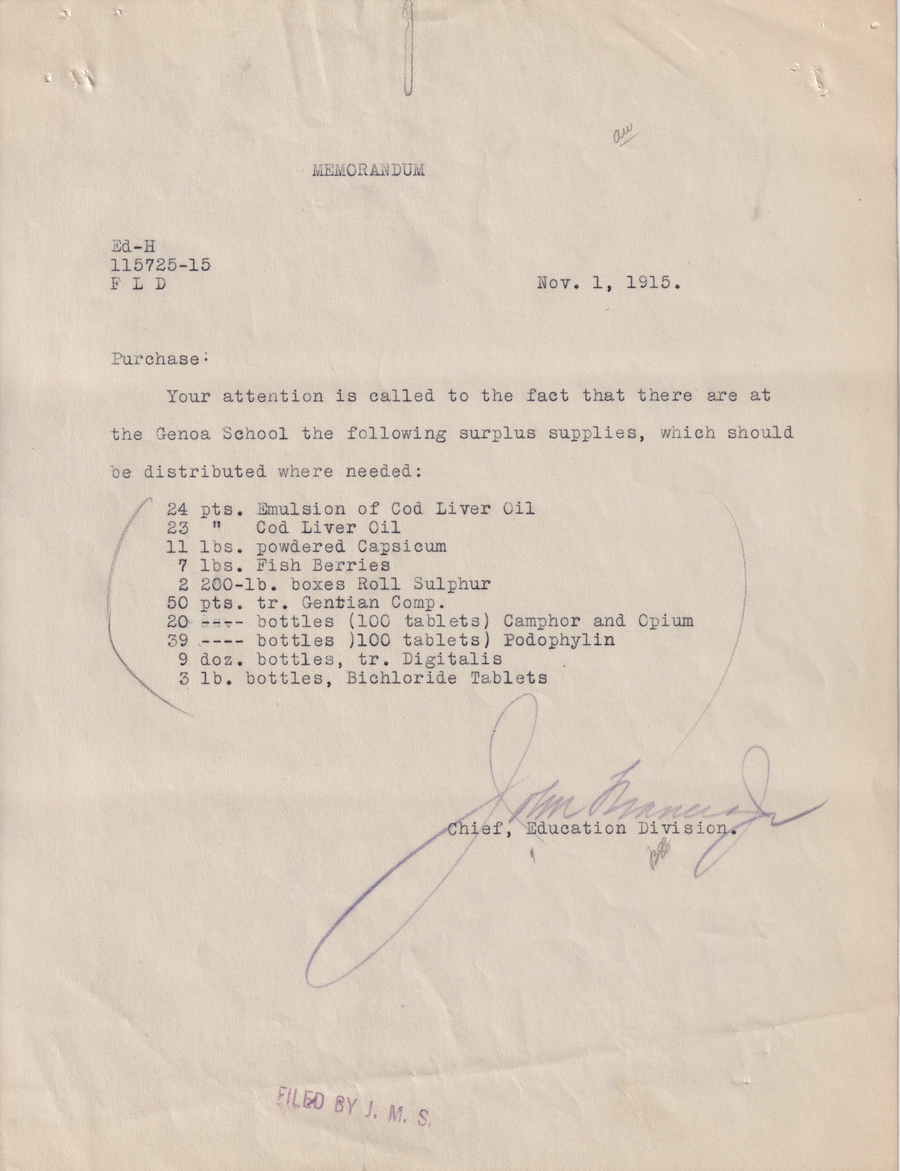 aw
MEMORANDUM
Ed-H
115725-15
F L D
Nov. 1, 1915.
Purchase:
Your attention is called to the fact that there are at
the Genoa School the following surplus supplies, which should
be distributed where needed:
24 pts. Emulsion of Cod Liver Oil
23 " Cod Liver Oil
11 lbs. powdered Capsicum
7 lbs. Fish Berries
2 200-lb. boxes Roll Sulphur
50 pts. tr. Gentian Comp.
20 ---- bottles (100 tablets) Camphor and Opium
39 ---- bottles )100 tablets) Podophylin
9 doz. bottles, tr. Digitalis
3 lb. bottles, Bichloride Tablets
John Francis Jr
Chief, Education Division.
FILED BY J. M. S.